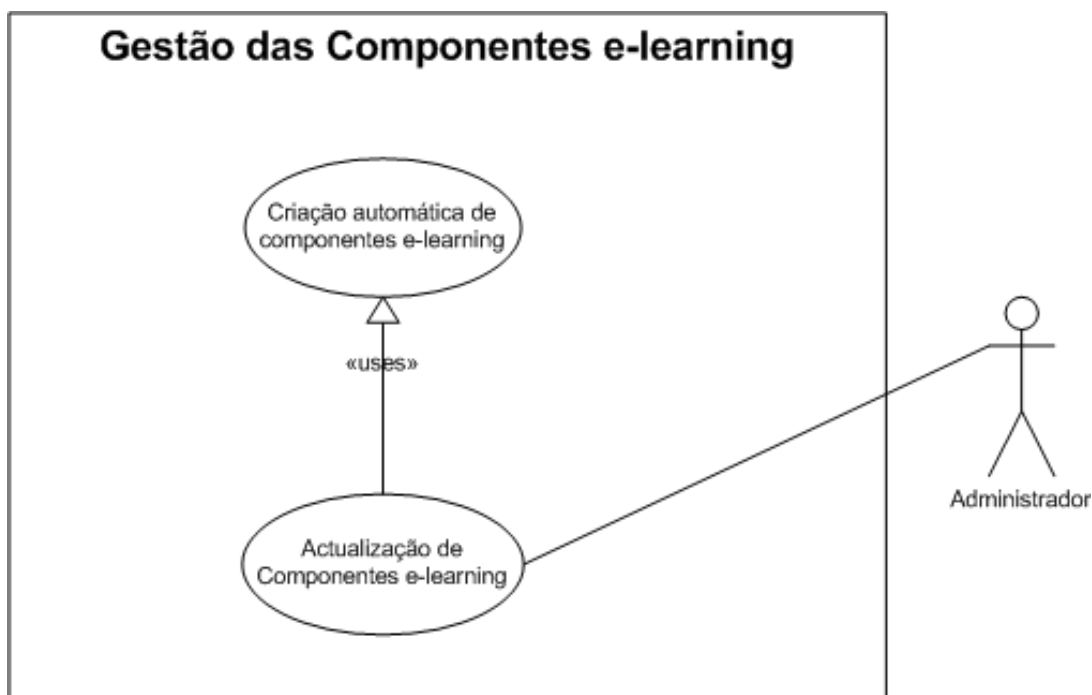 Gestão das Componentes e-learning
Criação automática de
componentes e-learning
«uses»
Administrador
Actualização de
Componentes e-learning